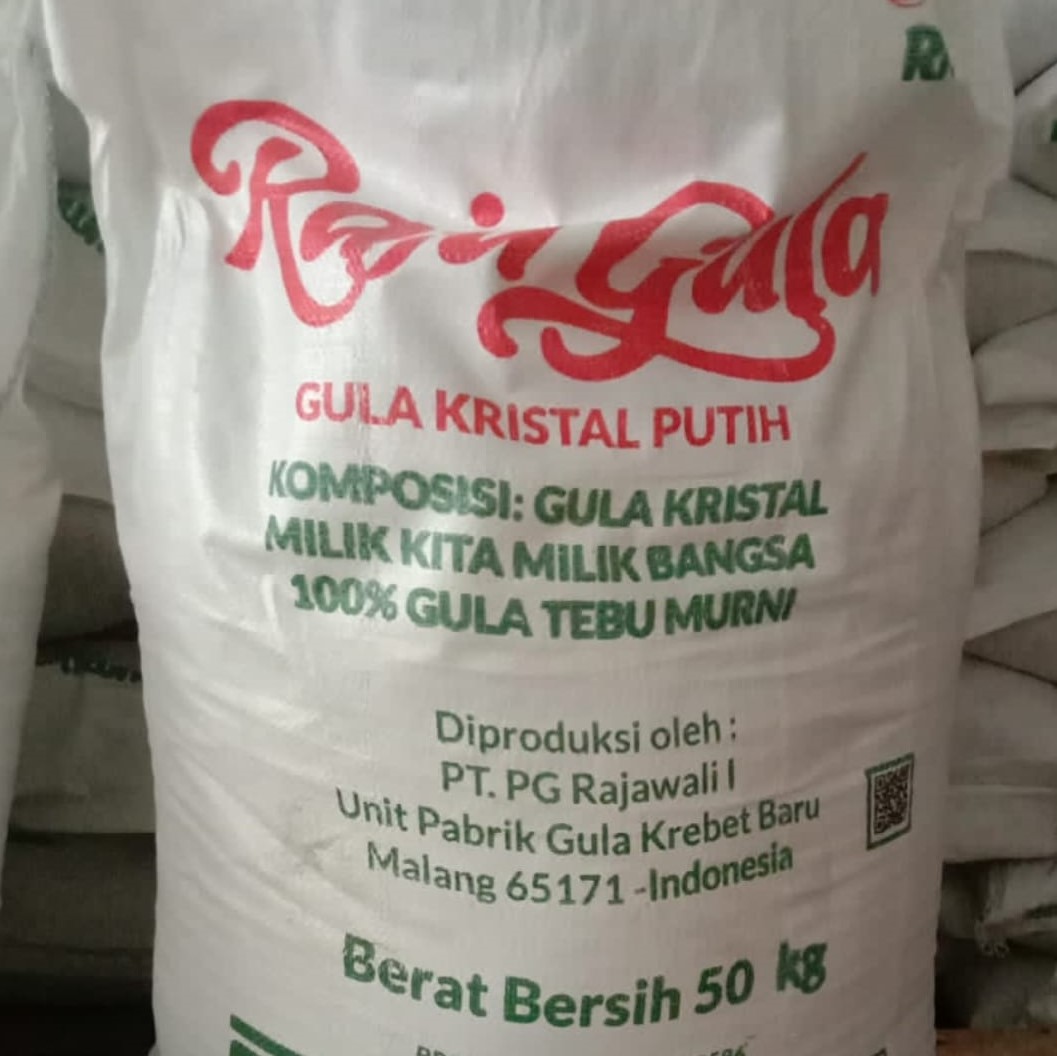 Raja Gula
GULA KRISTAL PUTIH
KOMPOSISI: GULA KRISTAL
MILIK KITA MILIK BANGSA
100% GULA TEBU MURNI
Diproduksi oleh :
PT. PG Rajawali I
Unit Pabrik Gula Krebet Baru
Malang 65171 -Indonesia
Berat Bersih 50 kg